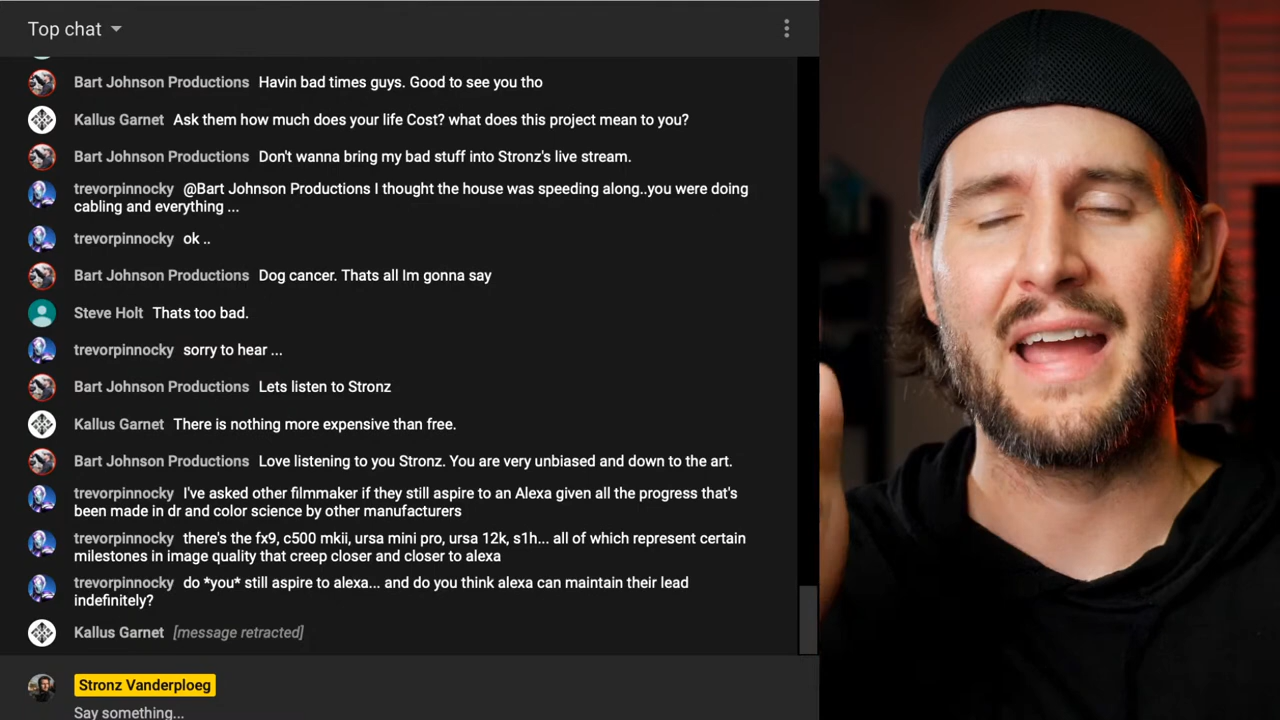 Top chat
Bart Johnson Productions Havin bad times guys. Good to see you tho
Kallus Garnet Ask them how much does your life Cost? what does this project mean to you?
Bart Johnson Productions Don't wanna bring my bad stuff into Stronz's live stream.
trevorpinnocky @Bart Johnson Productions I thought the house was speeding along..you were doing
cabling and everything ...
trevorpinnocky ok ..
Bart Johnson Productions Dog cancer. Thats all Im gonna say
Steve Holt Thats too bad.
trevorpinnocky sorry to hear ...
Bart Johnson Productions Lets listen to Stronz
Kallus Garnet There is nothing more expensive than free.
Bart Johnson Productions Love listening to you Stronz. You are very unbiased and down to the art.
trevorpinnocky I've asked other filmmaker if they still aspire to an Alexa given all the progress that's
been made in dr and color science by other manufacturers
trevorpinnocky there's the fx9, c500 mkii, ursa mini pro, ursa 12k, s1h... all of which represent certain
milestones in image quality that creep closer and closer to alexa
trevorpinnocky do *you* still aspire to alexa... and do you think alexa can maintain their lead
indefinitely?
Kallus Garnet [message retracted]
Stronz Vanderploeg
Say something...